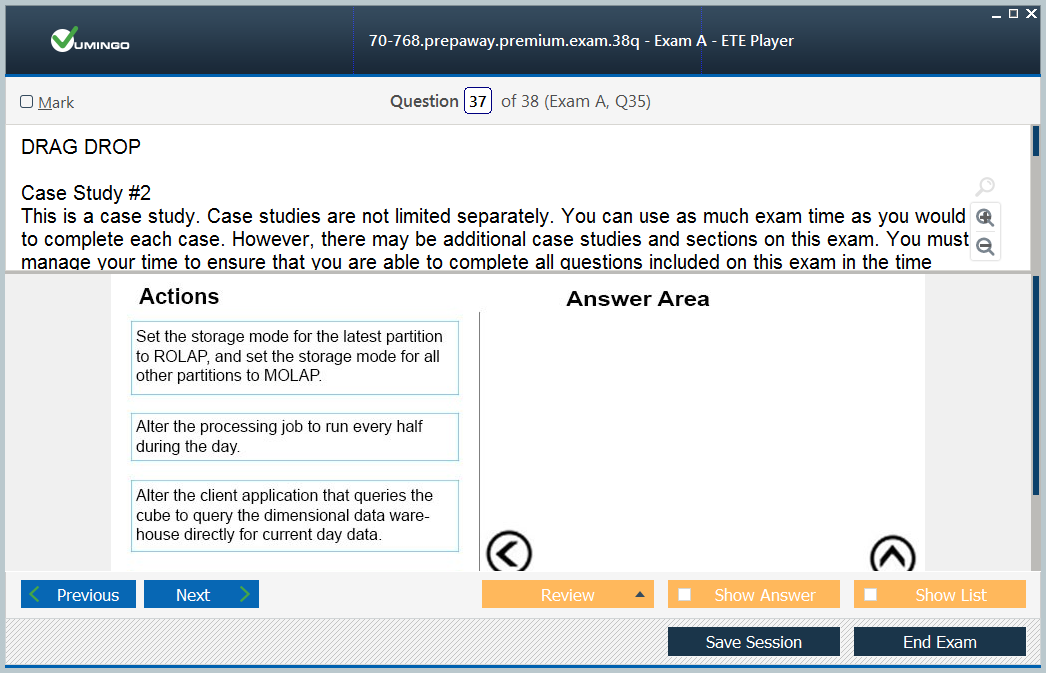 VUMINGO
70-768.prepaway.premium.exam.38q - Exam A - ETE Player
Mark
Question 37 of 38 (Exam A, Q35)
DRAG DROP
Case Study #2
This is a case study. Case studies are not limited separately. You can use as much exam time as you would
to complete each case. However, there may be additional case studies and sections on this exam. You must
manage your time to ensure that you are able to complete all questions included on this exam in the time
Actions
Answer Area
Set the storage mode for the latest partition
to ROLAP, and set the storage mode for all
other partitions to MOLAP.
Alter the processing job to run every half
during the day.
Alter the client application that queries the
cube to query the dimensional data ware-
house directly for current day data.
Previous
Next
Review
Show Answer
Show List
Save Session
End Exam